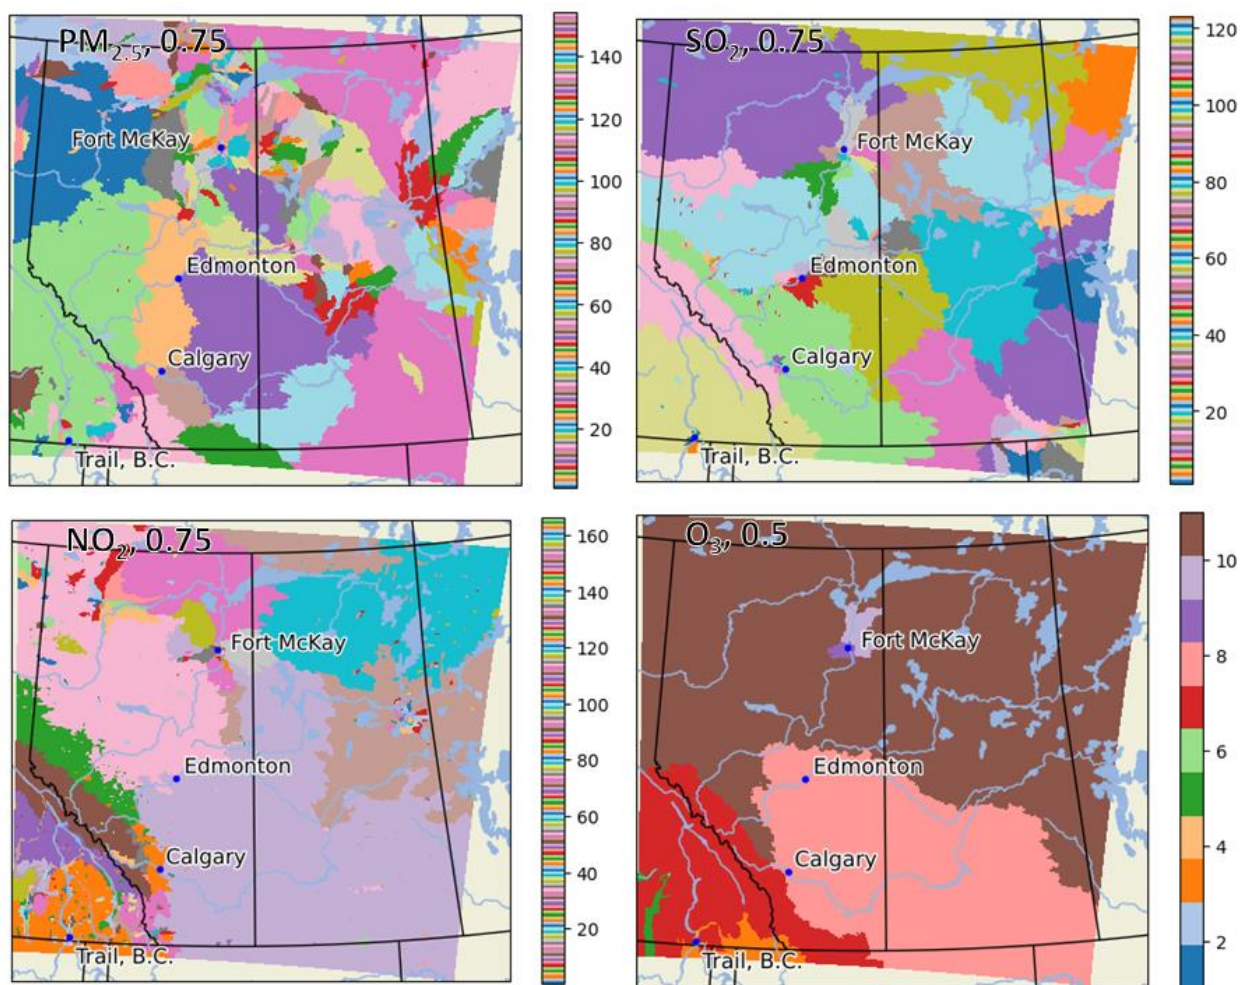 PM2.5, 0.75
Fort McKay
Edmonton
Calgary
Trail, B.C.
140
120
100
80
60
40
20
SO2, 0.75
Fort McKay
Edmonton
Calgary
Trail, B.C.
120
100
80
60
40
20
NO2, 0.75
Fort McKay
Edmonton
Calgary
Trail, B.C.
160
140
120
100
80
60
40
20
O3, 0.5
Fort McKay
Edmonton
Calgary
Trail, B.C.
10
8
6
4
2